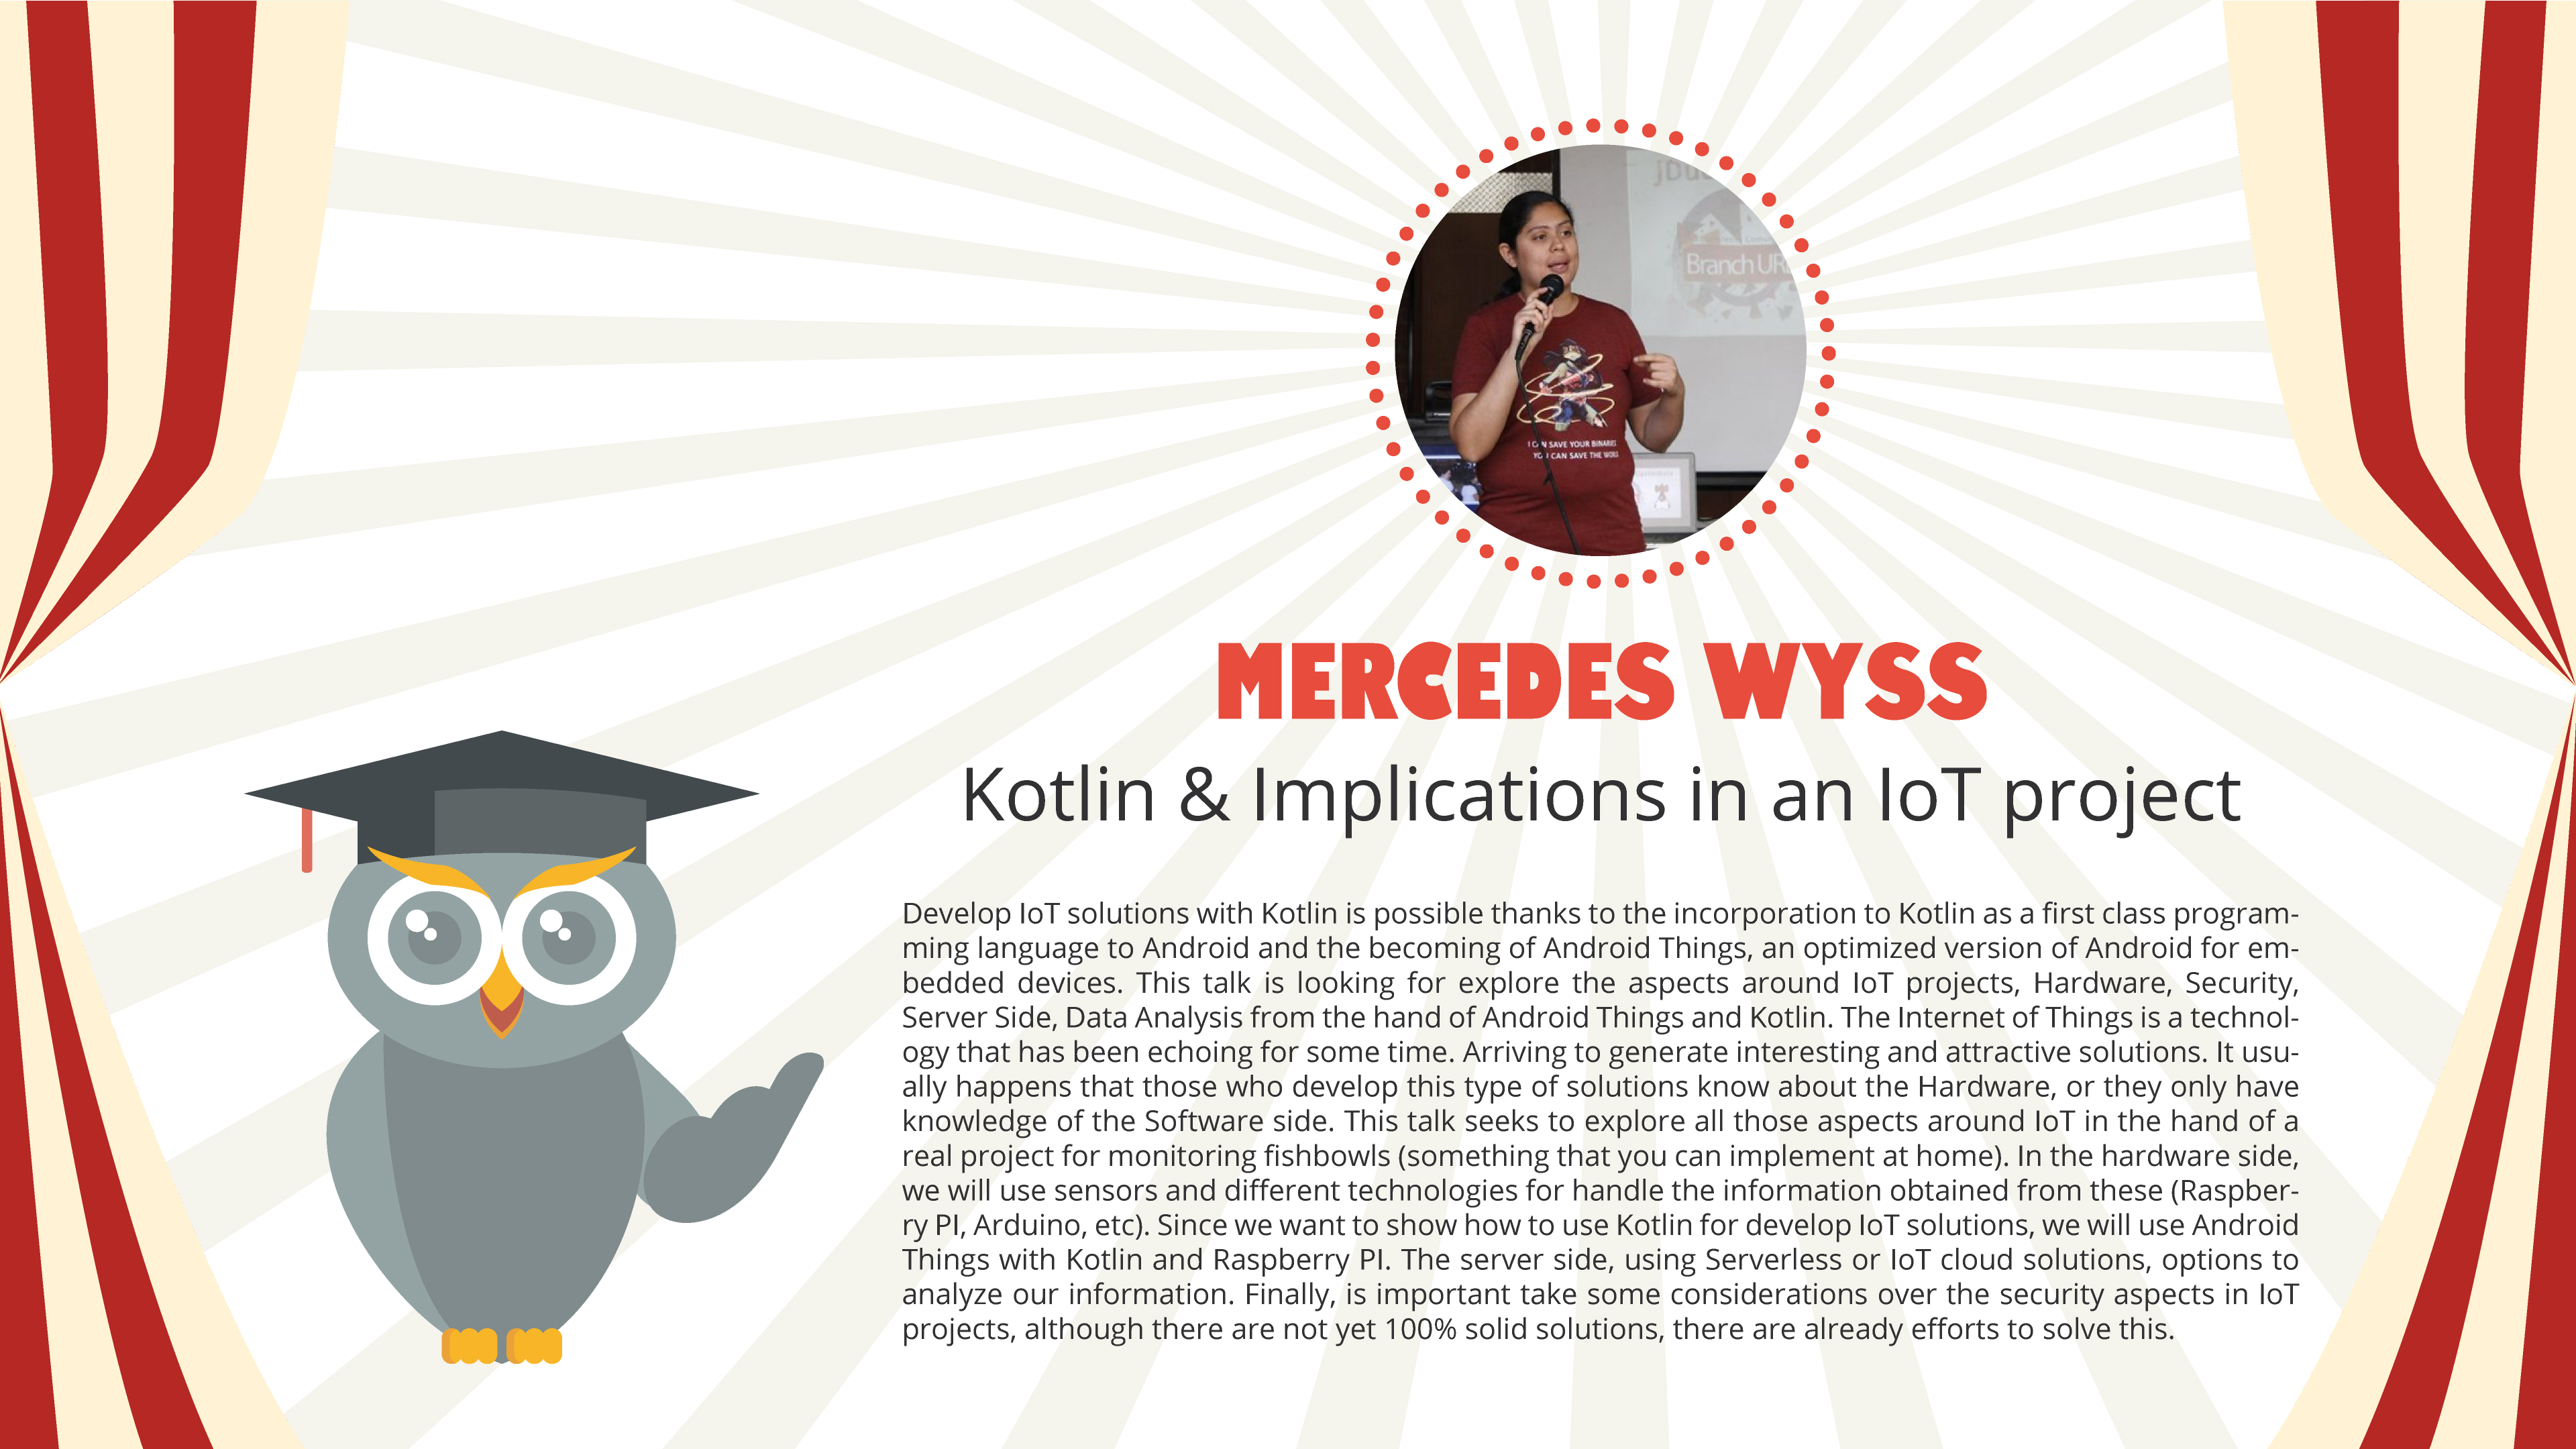 Branch UR
I CAN SAVE YOUR BINARIES
YOU CAN SAVE THE WORLD
MERCEDES WYSS
Kotlin & Implications in an IoT project
Develop IoT solutions with Kotlin is possible thanks to the incorporation to Kotlin as a first class program-
ming language to Android and the becoming of Android Things, an optimized version of Android for em-
bedded devices. This talk is looking for explore the aspects around IoT projects, Hardware, Security,
Server Side, Data Analysis from the hand of Android Things and Kotlin. The Internet of Things is a technol-
ogy that has been echoing for some time. Arriving to generate interesting and attractive solutions. It usu-
ally happens that those who develop this type of solutions know about the Hardware, or they only have
knowledge of the Software side. This talk seeks to explore all those aspects around IoT in the hand of a
real project for monitoring fishbowls (something that you can implement at home). In the hardware side,
we will use sensors and different technologies for handle the information obtained from these (Raspber-
ry PI, Arduino, etc). Since we want to show how to use Kotlin for develop IoT solutions, we will use Android
Things with Kotlin and Raspberry PI. The server side, using Serverless or IoT cloud solutions, options to
analyze our information. Finally, is important take some considerations over the security aspects in IoT
projects, although there are not yet 100% solid solutions, there are already efforts to solve this.